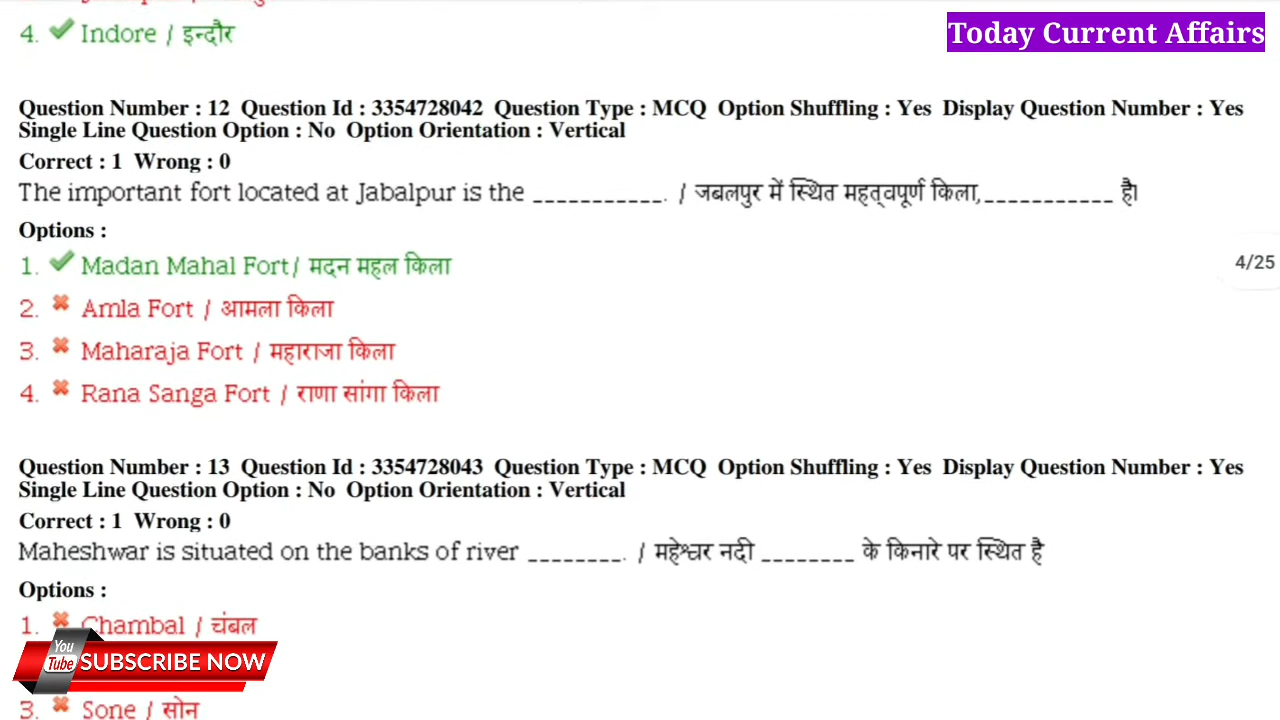 4. Indore / इन्दौर
Today Current Affairs
Question Number : 12 Question Id : 3354728042 Question Type : MCQ Option Shuffling : Yes Display Question Number : Yes
Single Line Question Option : No Option Orientation : Vertical
Correct : 1 Wrong : 0
The important fort located at Jabalpur is the ____________. / जबलपुर में स्थित महत्वपूर्ण किला,____________ है।
Options :
1. Madan Mahal Fort/ मदन महल किला
4/25
2. Amla Fort / आमला किला
3. Maharaja Fort / महाराजा किला
4. Rana Sanga Fort / राणा सांगा किला
Question Number : 13 Question Id : 3354728043 Question Type : MCQ Option Shuffling : Yes Display Question Number : Yes
Single Line Question Option : No Option Orientation : Vertical
Correct : 1 Wrong : 0
Maheshwar is situated on the banks of river ________. / महेश्वर नदी ________ के किनारे पर स्थित है
Options :
1. Chambal / चंबल
You Tube SUBSCRIBE NOW
3. Sone / सोन